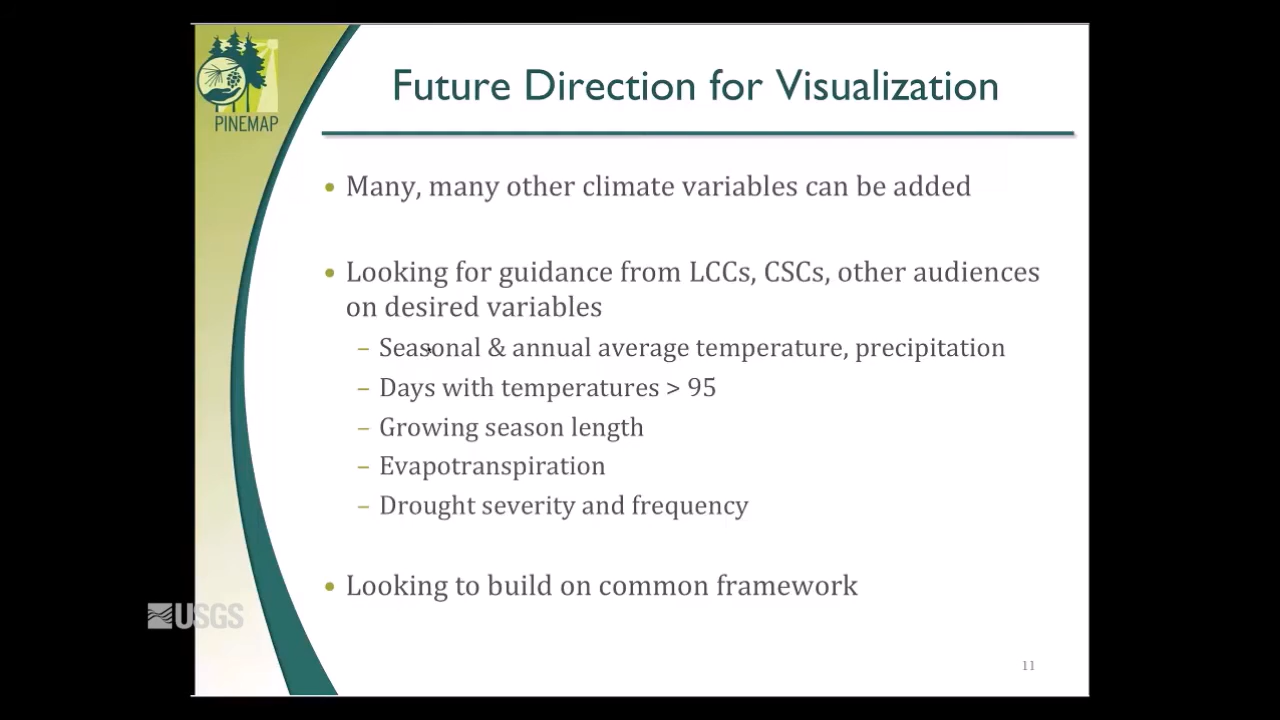 PINEMAP
Future Direction for Visualization
• Many, many other climate variables can be added
• Looking for guidance from LCCs, CSCs, other audiences
on desired variables
– Seasonal & annual average temperature, precipitation
– Days with temperatures > 95
– Growing season length
– Evapotranspiration
– Drought severity and frequency
• Looking to build on common framework
USGS
11